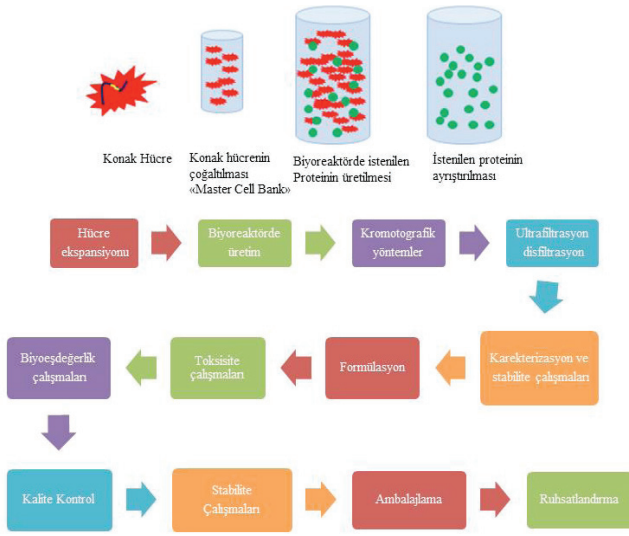 Konak Hücre
Konak hücrenin
çoğaltılması
«Master Cell Bank»
Biyoreaktörde istenilen
Proteinin üretilmesi
İstenilen proteinin
ayrıştırılması
Hücre
ekspansiyonu
Biyoreaktörde
üretim
Kromotografik
yöntemler
Ultrafiltrasyon
disfiltrasyon
Biyoeşdeğerlik
çalışmaları
Toksisite
çalışmaları
Formülasyon
Karekterizasyon ve
stabilite çalışmaları
Kalite Kontrol
Stabilite
Çalışmaları
Ambalajlama
Ruhsatlandırma